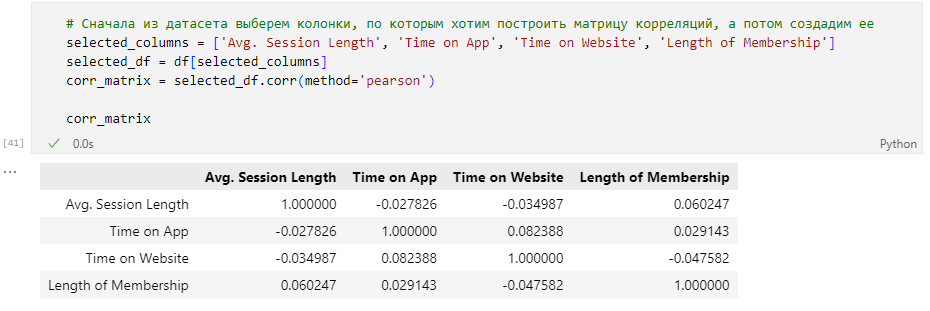 # Сначала из датасета выберем колонки, по которым хотим построить матрицу корреляций, а потом создадим ее
selected_columns = ['Avg. Session Length', 'Time on App', 'Time on Website', 'Length of Membership']
selected_df = df[selected_columns]
corr_matrix = selected_df.corr(method='pearson')
corr_matrix
[41] ✓ 0.0s Python
...
Avg. Session Length Time on App Time on Website Length of Membership
Avg. Session Length 1.000000 -0.027826 -0.034987 0.060247
Time on App -0.027826 1.000000 0.082388 0.029143
Time on Website -0.034987 0.082388 1.000000 -0.047582
Length of Membership 0.060247 0.029143 -0.047582 1.000000